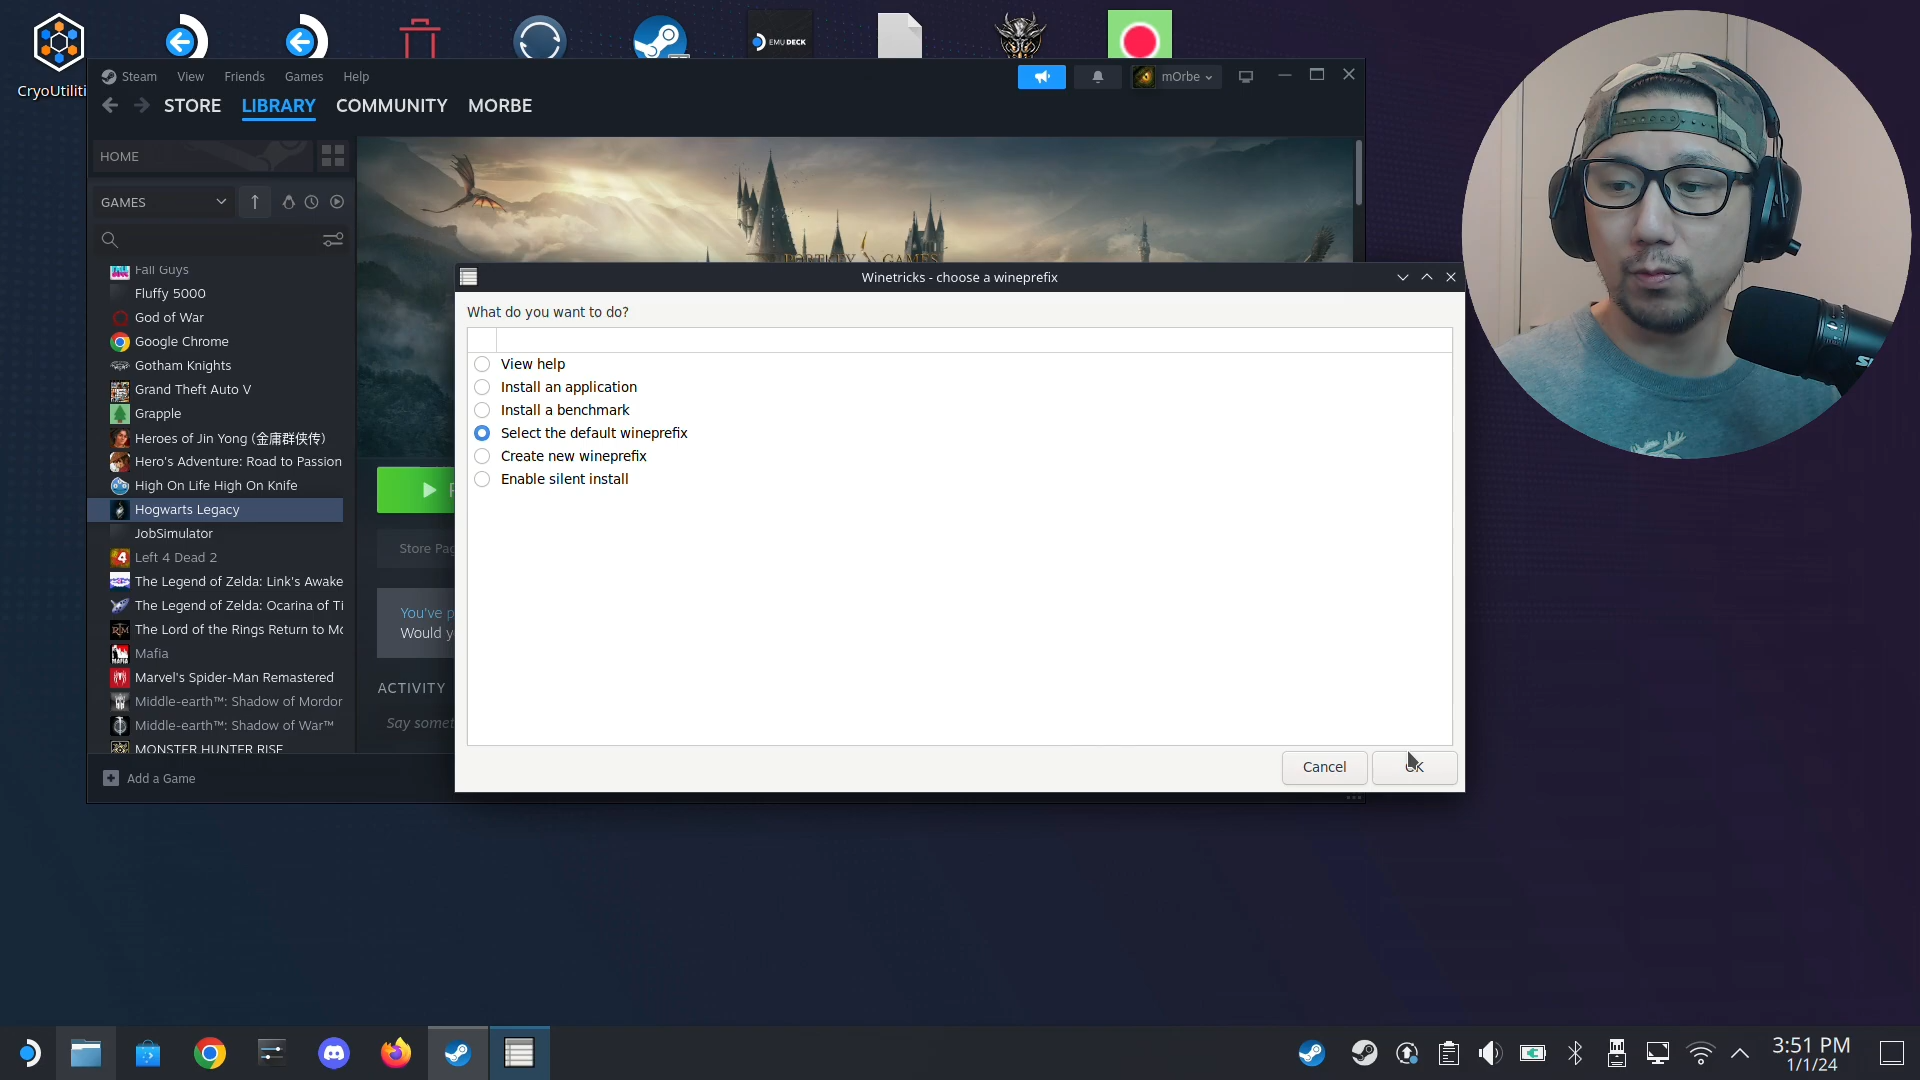 CryoUtiliti
EMUDECK
Steam View Friends Games Help
mOrbe
STORE LIBRARY COMMUNITY MORBE
HOME
GAMES
PORTKEY GAMES
Fall Guys
Fluffy 5000
God of War
Google Chrome
Gotham Knights
Grand Theft Auto V
Grapple
Heroes of Jin Yong (金庸群侠传)
Hero's Adventure: Road to Passion
High On Life High On Knife
Hogwarts Legacy
JobSimulator
Left 4 Dead 2
The Legend of Zelda: Link's Awake
The Legend of Zelda: Ocarina of Ti
The Lord of the Rings Return to Mo
Mafia
Marvel's Spider-Man Remastered
Middle-earth™: Shadow of Mordor
Middle-earth™: Shadow of War™
MONSTER HUNTER RISE
Add a Game
Store Pag
You've p
Would y
ACTIVITY
Say somet
Winetricks - choose a wineprefix
What do you want to do?
View help
Install an application
Install a benchmark
Select the default wineprefix
Create new wineprefix
Enable silent install
Cancel
OK
3:51 PM
1/1/24